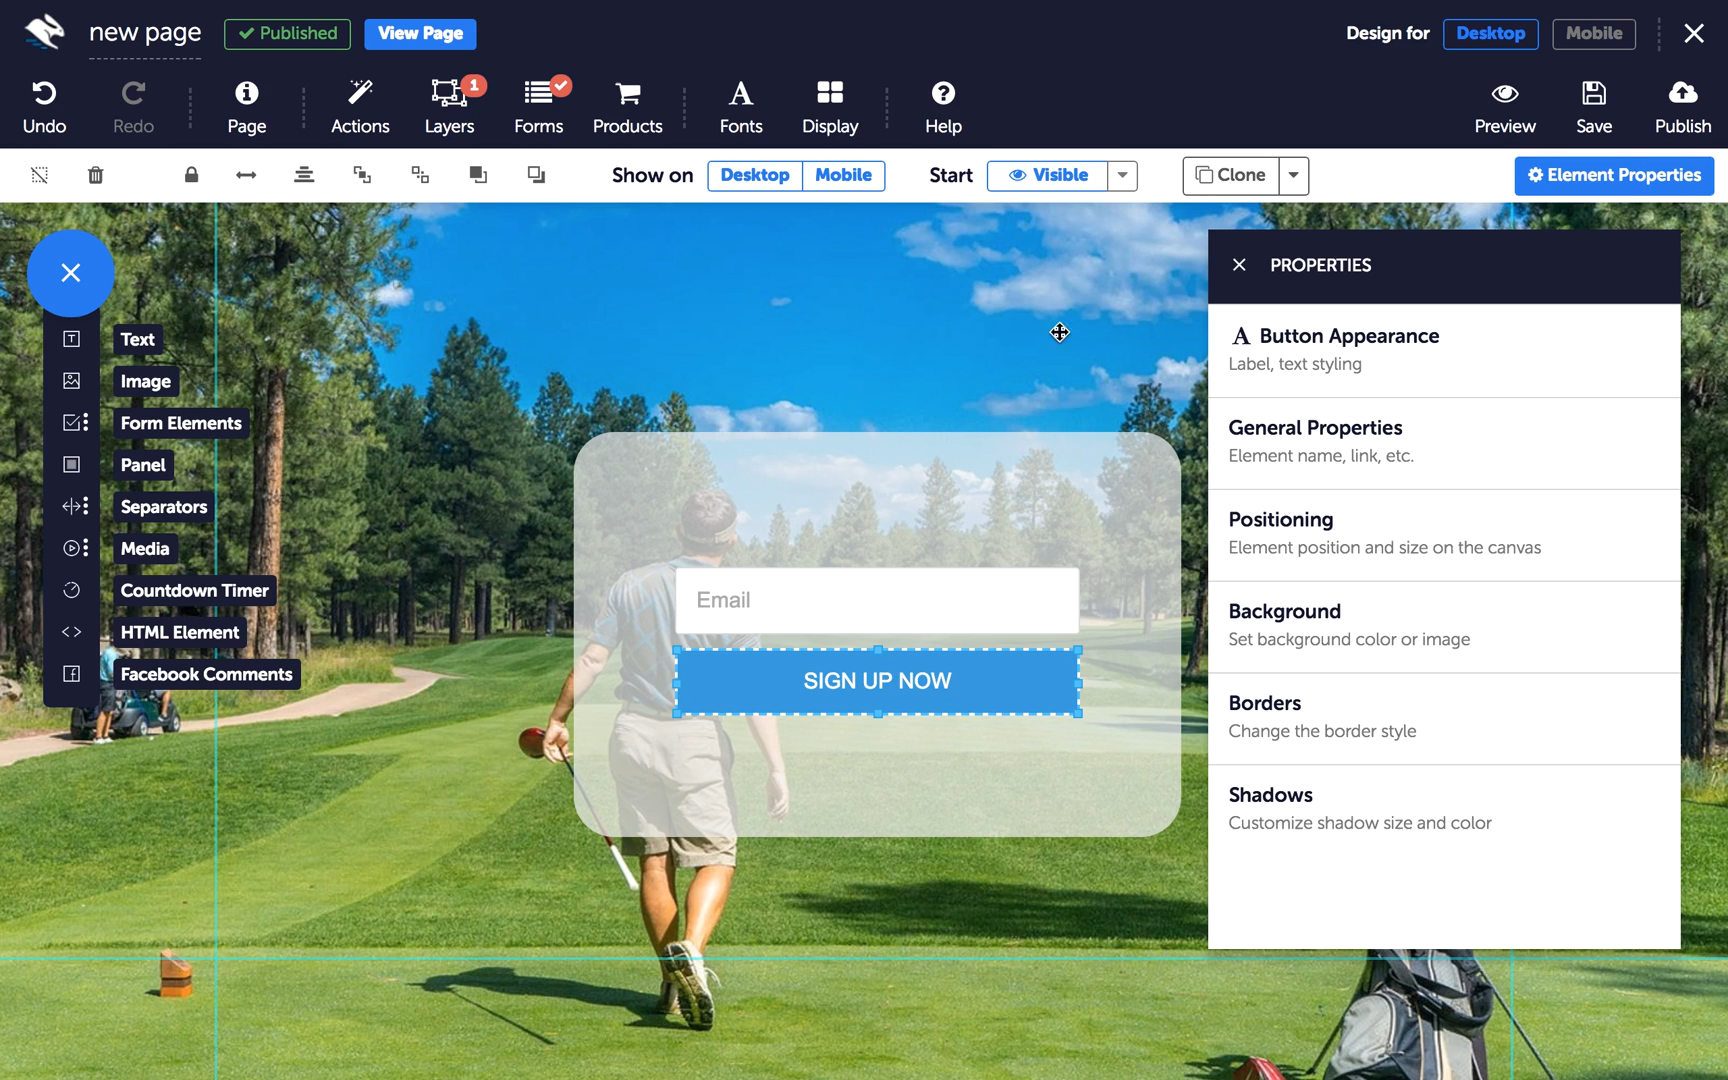 new page
Published
View Page
Design for
Desktop
Mobile
Undo
Redo
Page
Actions
Layers
1
Forms
Products
Fonts
Display
Help
Preview
Save
Publish
Show on
Desktop
Mobile
Start
Visible
Clone
Element Properties
Text
Image
Form Elements
Panel
Separators
Media
Countdown Timer
HTML Element
Facebook Comments
Email
SIGN UP NOW
PROPERTIES
Button Appearance
Label, text styling
General Properties
Element name, link, etc.
Positioning
Element position and size on the canvas
Background
Set background color or image
Borders
Change the border style
Shadows
Customize shadow size and color